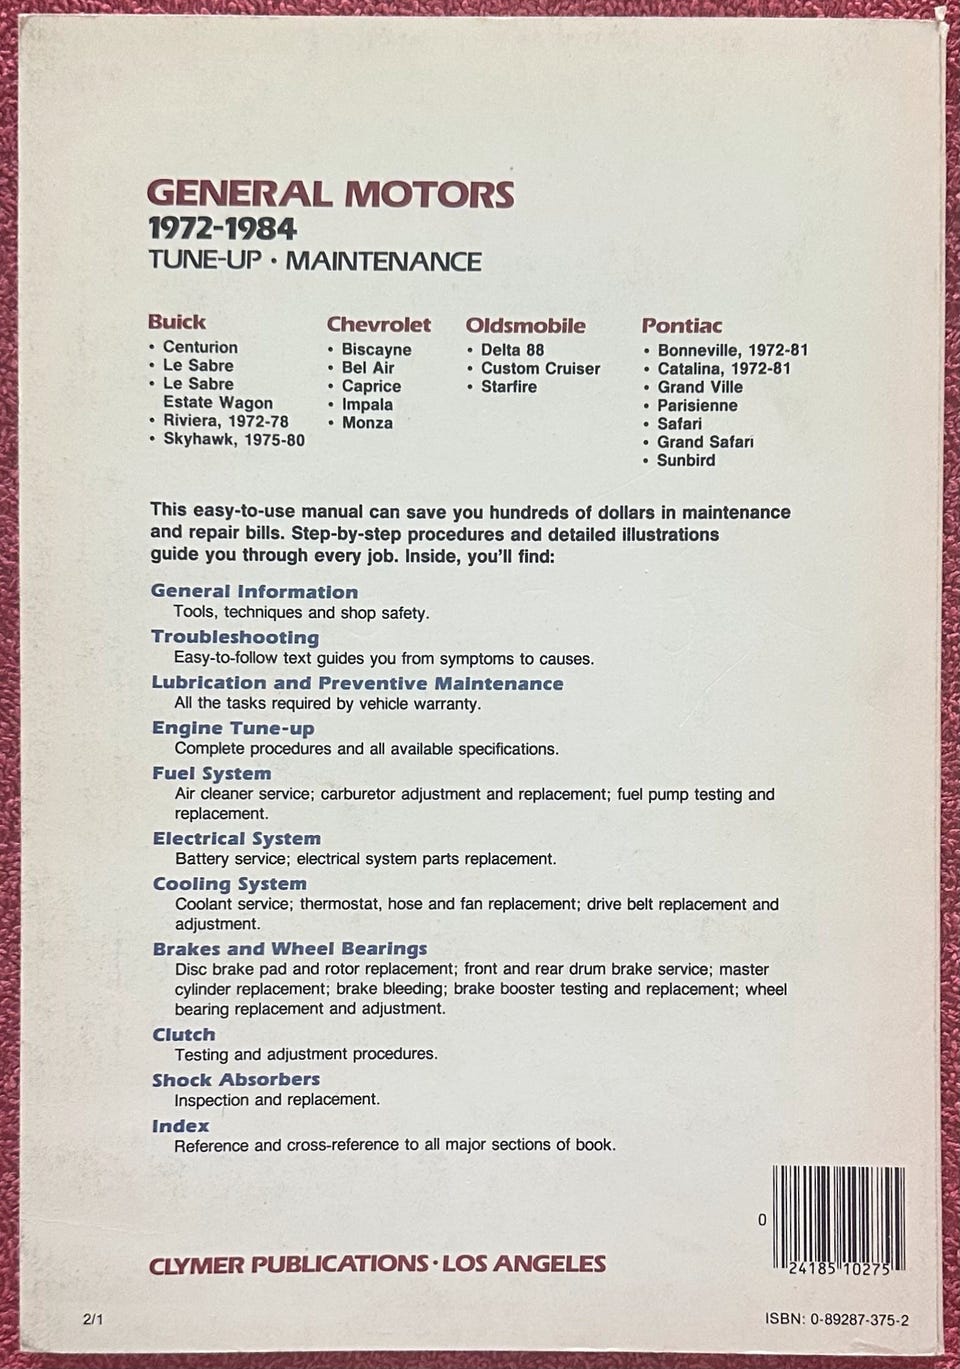 GENERAL MOTORS
1972-1984
TUNE-UP • MAINTENANCE
Buick
• Centurion
• Le Sabre
• Le Sabre
Estate Wagon
• Riviera, 1972-78
• Skyhawk, 1975-80
Chevrolet
• Biscayne
• Bel Air
• Caprice
• Impala
• Monza
Oldsmobile
• Delta 88
• Custom Cruiser
• Starfire
Pontiac
• Bonneville, 1972-81
• Catalina, 1972-81
• Grand Ville
• Parisienne
• Safari
• Grand Safari
• Sunbird
This easy-to-use manual can save you hundreds of dollars in maintenance
and repair bills. Step-by-step procedures and detailed illustrations
guide you through every job. Inside, you'll find:
General Information
Tools, techniques and shop safety.
Troubleshooting
Easy-to-follow text guides you from symptoms to causes.
Lubrication and Preventive Maintenance
All the tasks required by vehicle warranty.
Engine Tune-up
Complete procedures and all available specifications.
Fuel System
Air cleaner service; carburetor adjustment and replacement; fuel pump testing and
replacement.
Electrical System
Battery service; electrical system parts replacement.
Cooling System
Coolant service; thermostat, hose and fan replacement; drive belt replacement and
adjustment.
Brakes and Wheel Bearings
Disc brake pad and rotor replacement; front and rear drum brake service; master
cylinder replacement; brake bleeding; brake booster testing and replacement; wheel
bearing replacement and adjustment.
Clutch
Testing and adjustment procedures.
Shock Absorbers
Inspection and replacement.
Index
Reference and cross-reference to all major sections of book.
0
24185 10275
CLYMER PUBLICATIONS • LOS ANGELES
2/1
ISBN: 0-89287-375-2